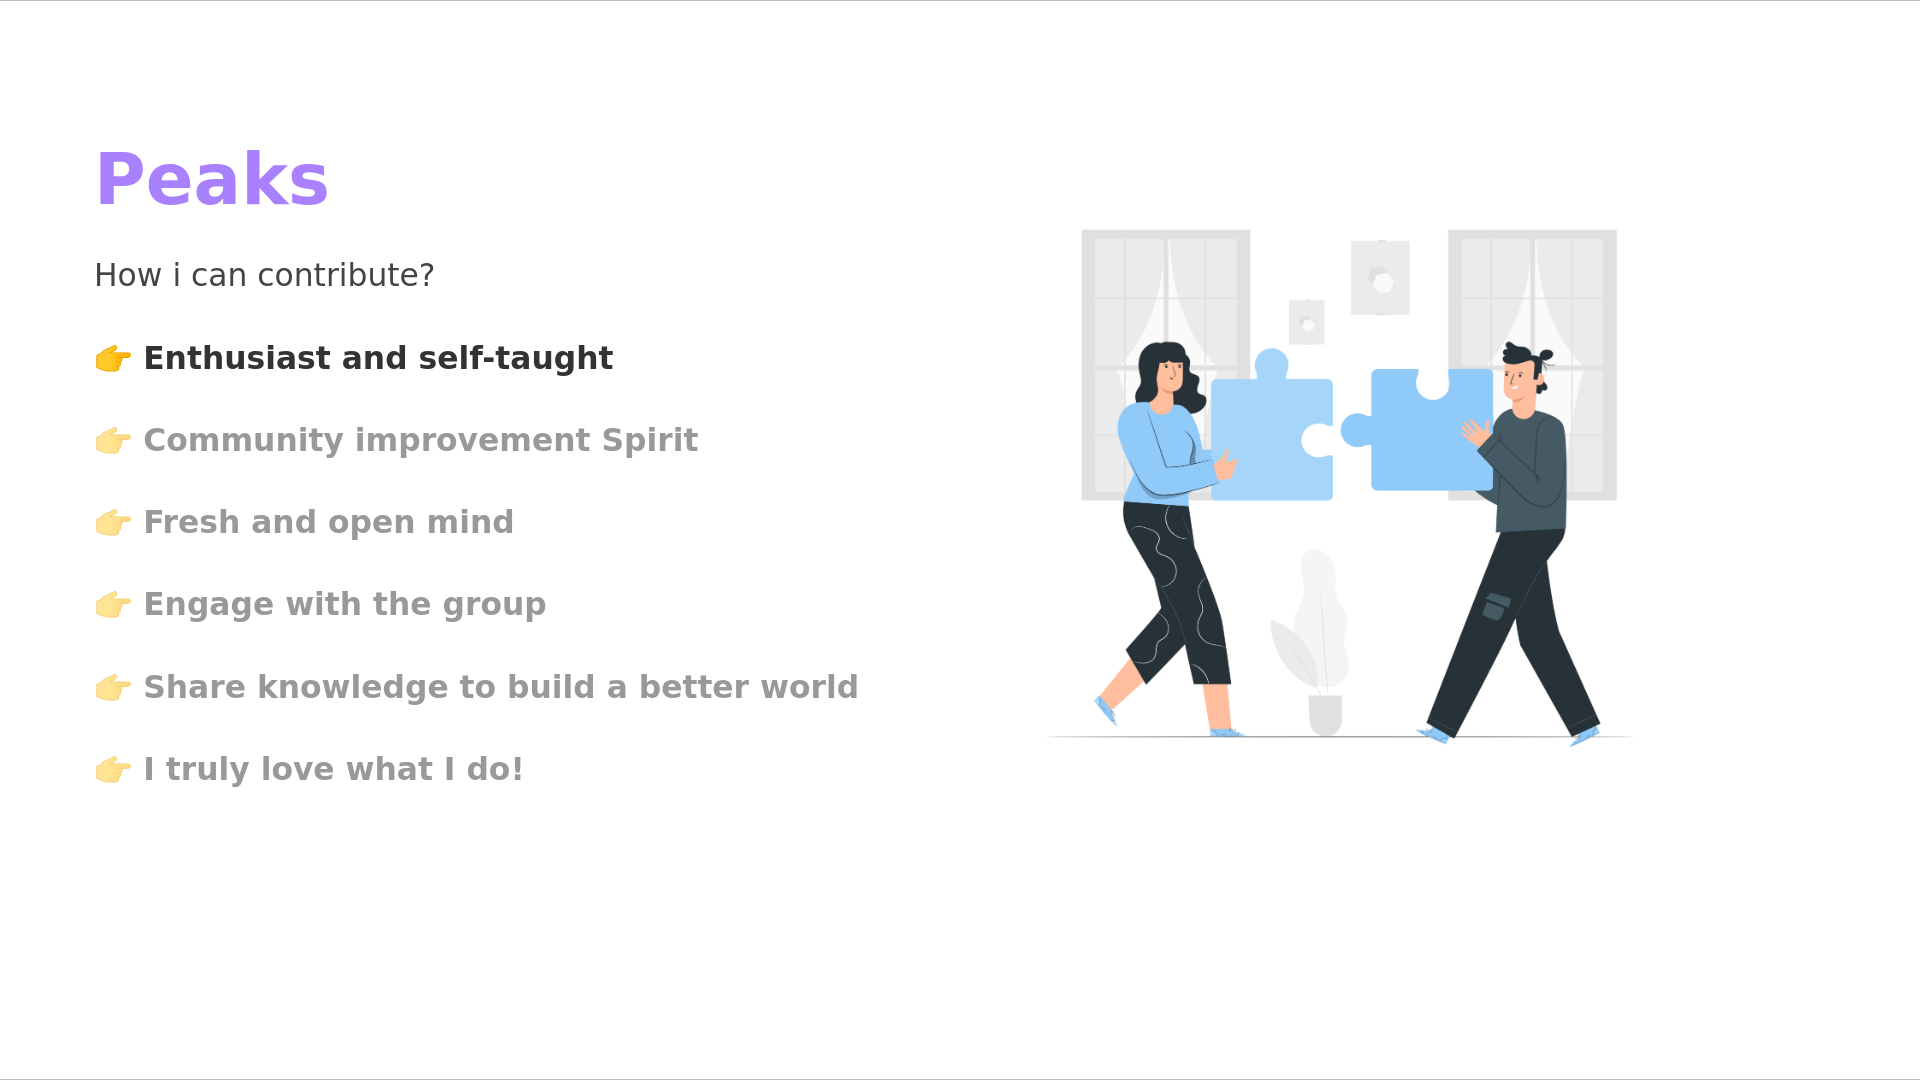 Peaks
How i can contribute?
👉 Enthusiast and self-taught
👉 Community improvement Spirit
👉 Fresh and open mind
👉 Engage with the group
👉 Share knowledge to build a better world
👉 I truly love what I do!